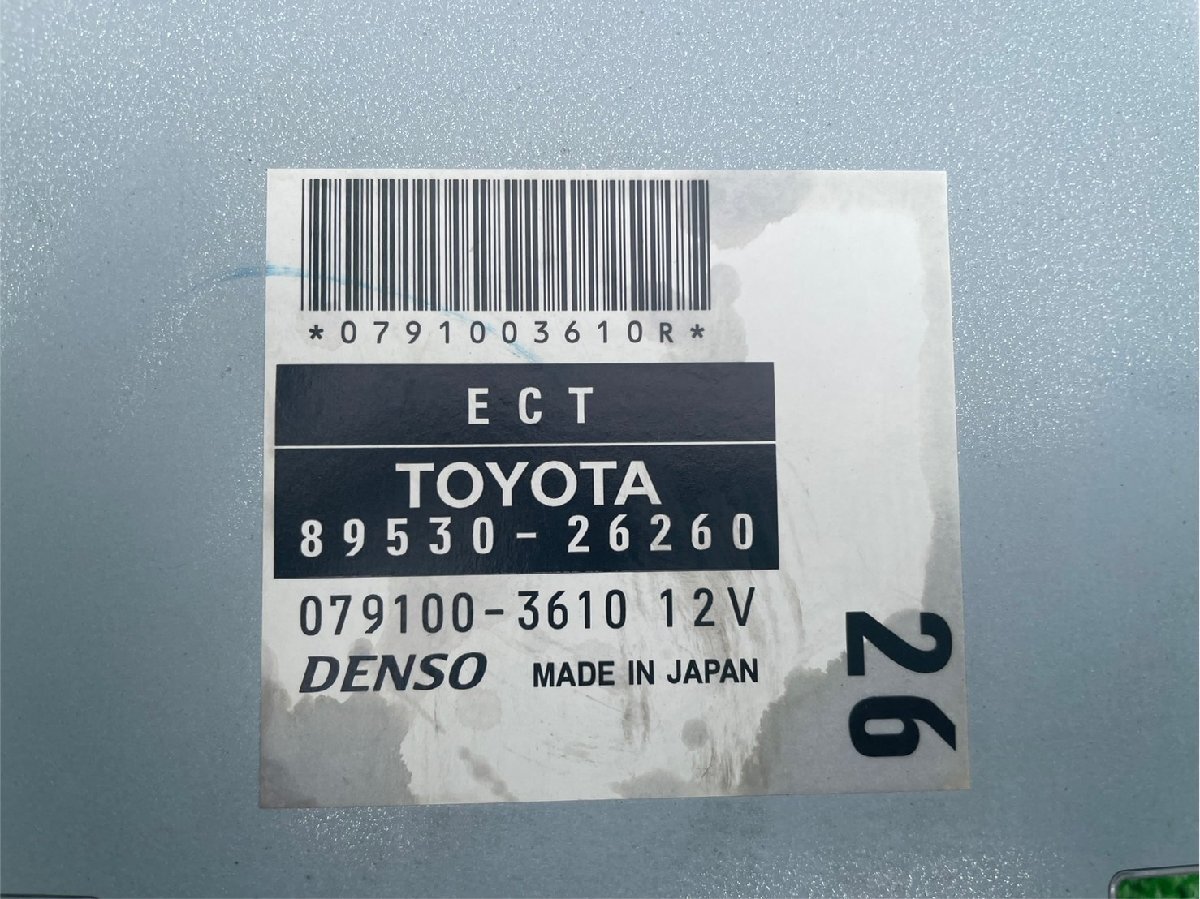 *0791003610R*
ECT
TOYOTA
89530-26260
079100-3610 12V
DENSO MADE IN JAPAN
26